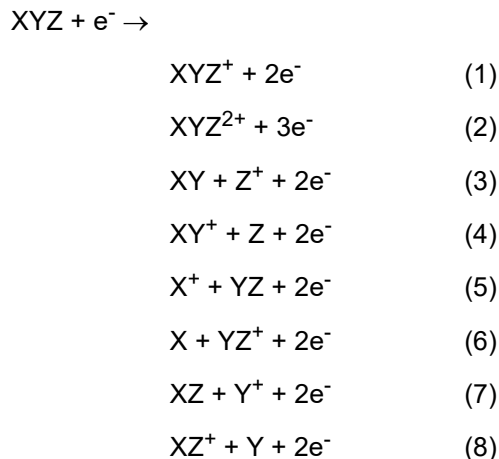 XYZ + e⁻ →
XYZ⁺ + 2e⁻ (1)
XYZ²⁺ + 3e⁻ (2)
XY + Z⁺ + 2e⁻ (3)
XY⁺ + Z + 2e⁻ (4)
X⁺ + YZ + 2e⁻ (5)
X + YZ⁺ + 2e⁻ (6)
XZ + Y⁺ + 2e⁻ (7)
XZ⁺ + Y + 2e⁻ (8)